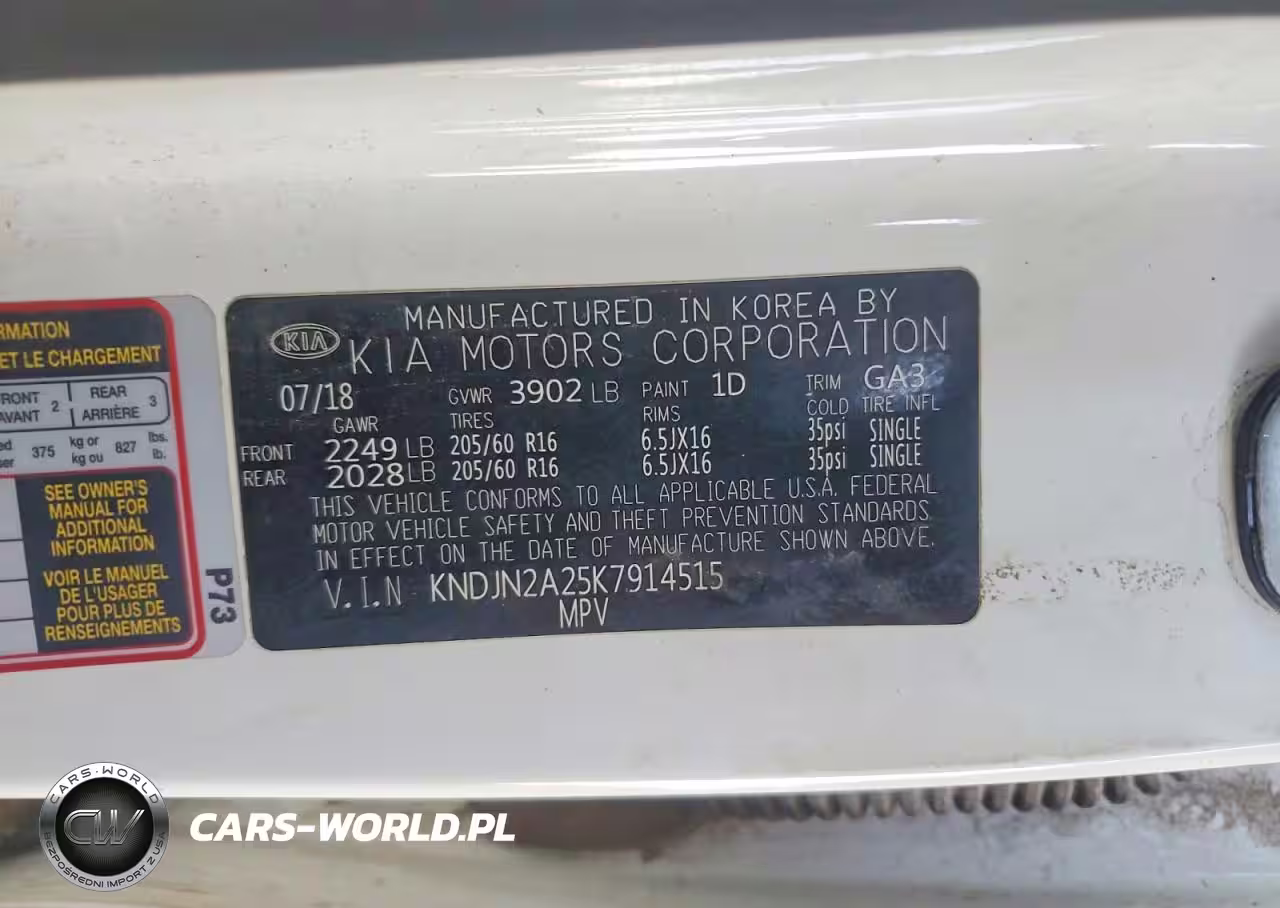 RMATION
ET LE CHARGEMENT
FRONT 2 REAR 3
AVANT ARRIÈRE
375 kg or 827 lbs.
kg ou lb.
SEE OWNER'S
MANUAL FOR
ADDITIONAL
INFORMATION
VOIR LE MANUEL
DE L'USAGER
POUR PLUS DE
RENSEIGNEMENTS
P73
KIA
MANUFACTURED IN KOREA BY
KIA MOTORS CORPORATION
07/18 GVWR 3902 LB PAINT 1D TRIM GA3
GAWR TIRES RIMS COLD TIRE INFL
FRONT 2249 LB 205/60 R16 6.5JX16 35psi SINGLE
REAR 2028 LB 205/60 R16 6.5JX16 35psi SINGLE
THIS VEHICLE CONFORMS TO ALL APPLICABLE U.S.A. FEDERAL
MOTOR VEHICLE SAFETY AND THEFT PREVENTION STANDARDS
IN EFFECT ON THE DATE OF MANUFACTURE SHOWN ABOVE.
V.I.N KNDJN2A25K7914515
MPV
CARS-WORLD
CW
BEZPOŚREDNI IMPORT Z USA
CARS-WORLD.PL